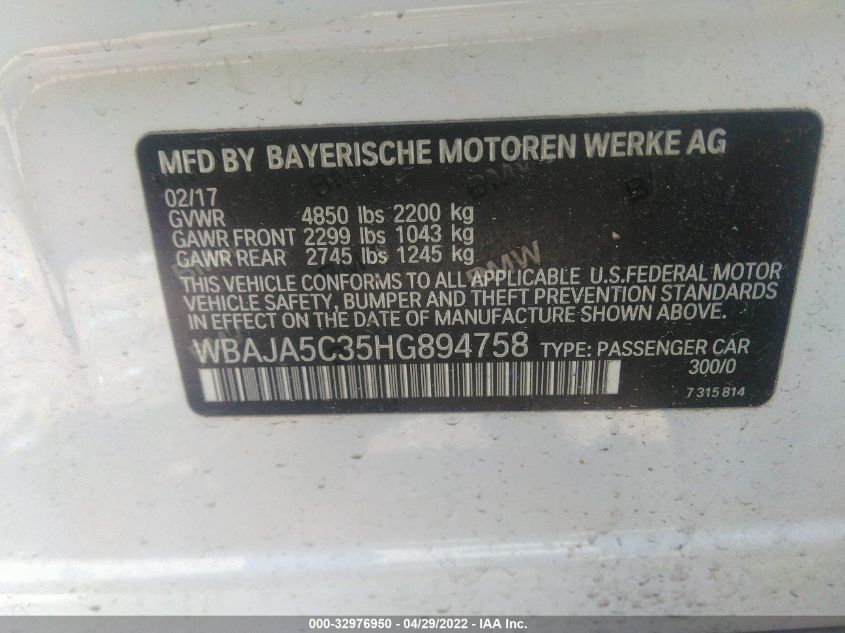 MFD BY BAYERISCHE MOTOREN WERKE AG
02/17
GVWR 4850 lbs 2200 kg
GAWR FRONT 2299 lbs 1043 kg
GAWR REAR 2745 lbs 1245 kg
THIS VEHICLE CONFORMS TO ALL APPLICABLE U.S.FEDERAL MOTOR
VEHICLE SAFETY, BUMPER AND THEFT PREVENTION STANDARDS
IN EFFECT ON THE DATE OF MANUFACTURE SHOWN ABOVE.
WBAJA5C35HG894758 TYPE: PASSENGER CAR
300/0
7 315 814
000-32976950 - 04/29/2022 - IAA Inc.